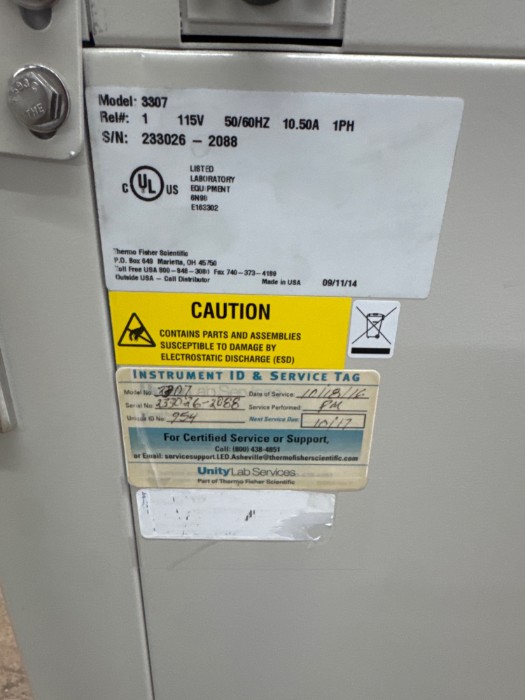 Model: 3307
Rel#: 1 115V 50/60HZ 10.50A 1PH
S/N: 233026 – 2088
C UL US
LISTED
LABORATORY
EQUIPMENT
E163302
Thermo Fisher Scientific
P.O. Box 649 Marietta, OH 45750
Toll Free USA Fax 740-373-4189
Outside USA - Call Distributor Made in USA 09/11/14
CAUTION
CONTAINS PARTS AND ASSEMBLIES
SUSCEPTIBLE TO DAMAGE BY
ELECTROSTATIC DISCHARGE (ESD)
INSTRUMENT ID & SERVICE TAG
Model No 3307 Date of Service: 10/18/16
Serial No 233026-2088 Service Performed: PM
Unique ID No 954 Next Service Due: 10/17
For Certified Service or Support,
Call: (800) 438-4851
or Email: servicesupport.LED.Asheville@thermofisherscientific.com
Unity Lab Services
Part of Thermo Fisher Scientific